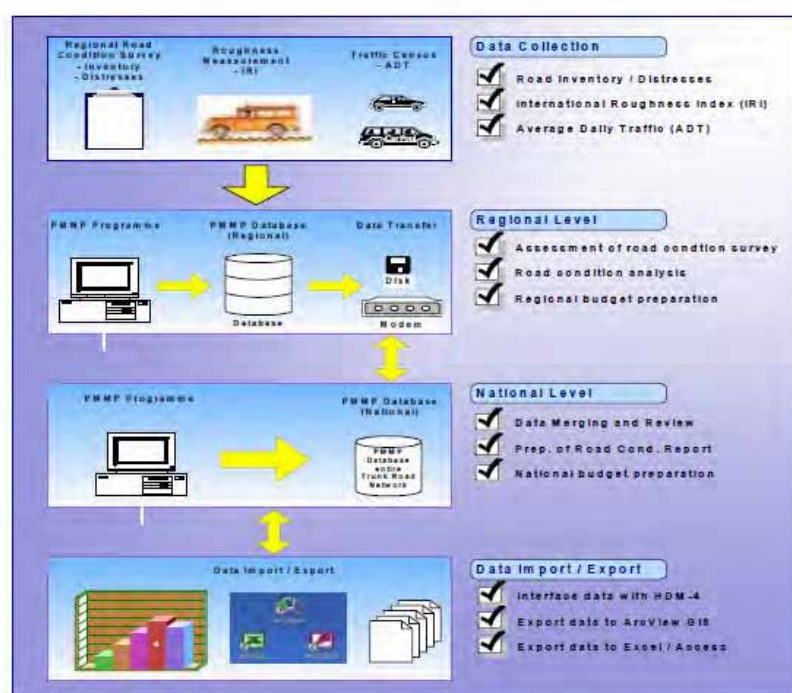 Regional Road
Condition Survey
- Inventory
- Distresses
Roughness
Measurement
- IRI
Traffic Census
- ADT
Data Collection
Road Inventory / Distresses
International Roughness Index (IRI)
Average Daily Traffic (ADT)
PMMP Programme
PMMP Database
(Regional)
Data Transfer
Disk
Database
Modem
Regional Level
Assessment of road condtion survey
Road condition analysis
Regional budget preparation
PMMP Programme
PMMP Database
(National)
PMMP
Database
entire
Trunk Road
Network
National Level
Data Merging and Review
Prep. of Road Cond. Report
National budget preparation
Data Import / Export
Data Import / Export
Interface data with HDM-4
Export data to ArcView GIS
Export data to Excel / Access